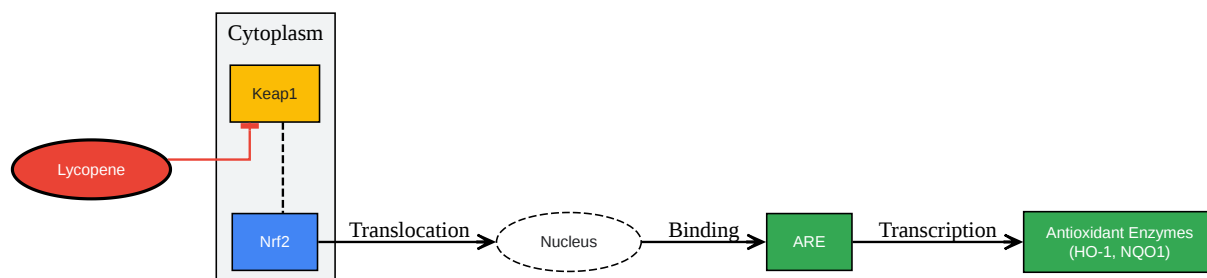 Cytoplasm
Keap1
Lycopene
Nrf2
Translocation
Nucleus
Binding
ARE
Transcription
Antioxidant Enzymes
(HO-1, NQO1)